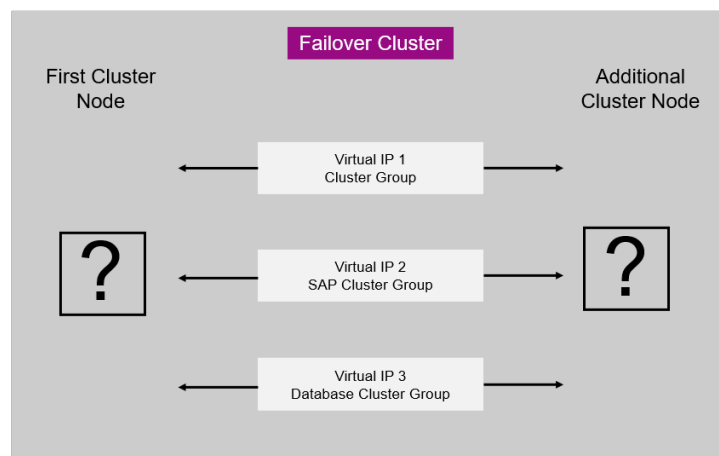 Failover Cluster
First Cluster
Node
Additional
Cluster Node
Virtual IP 1
Cluster Group
?
?
Virtual IP 2
SAP Cluster Group
Virtual IP 3
Database Cluster Group